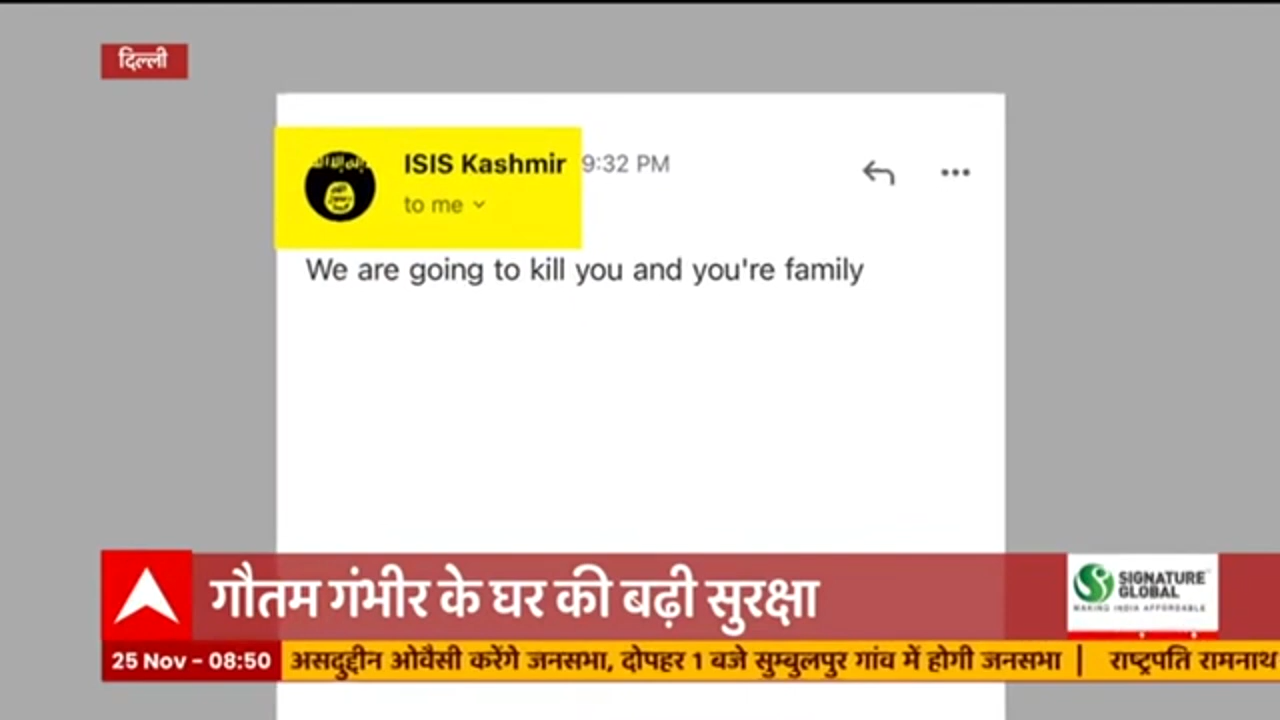 दिल्ली
ISIS Kashmir 9:32 PM
to me
We are going to kill you and you're family
गौतम गंभीर के घर की बढ़ी सुरक्षा
SIGNATURE
GLOBAL
MAKING INDIA AFFORDABLE
25 Nov - 08:50 असदुद्दीन ओवैसी करेंगे जनसभा, दोपहर 1 बजे सुम्बुलपुर गांव में होगी जनसभा | राष्ट्रपति रामनाथ